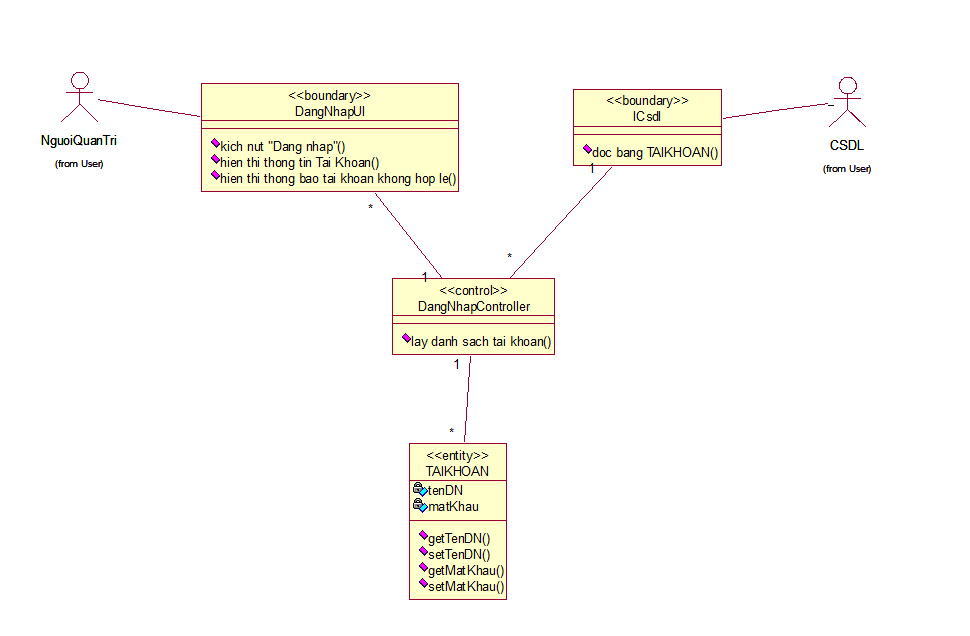 NguoiQuanTri
(from User)
<<boundary>>
DangNhapUI
kich nut "Dang nhap"()
hien thi thong tin Tai Khoan()
hien thi thong bao tai khoan khong hop le()
<<boundary>>
ICsdl
doc bang TAIKHOAN()
CSDL
(from User)
*
1
1
*
<<control>>
DangNhapController
lay danh sach tai khoan()
1
*
<<entity>>
TAIKHOAN
tenDN
matKhau
getTenDN()
setTenDN()
getMatKhau()
setMatKhau()